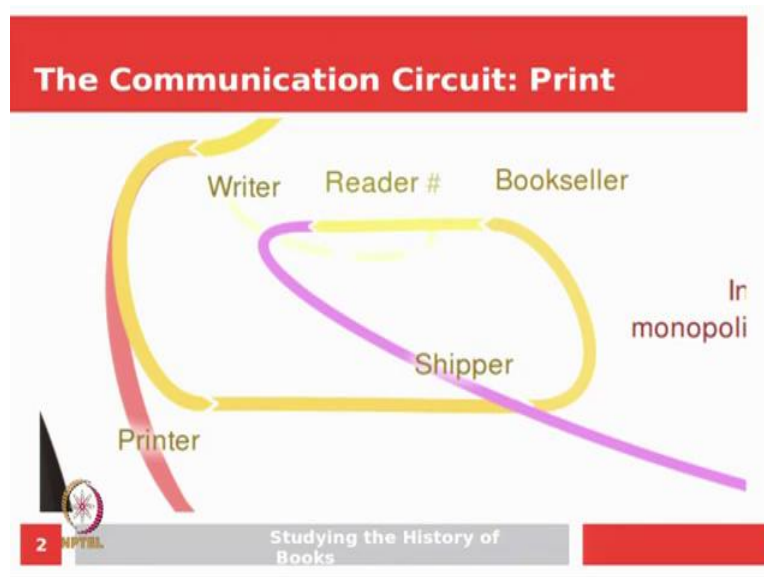 The Communication Circuit: Print
Writer Reader # Bookseller
In
monopoli
Shipper
Printer
2 NPTEL Studying the History of
Books